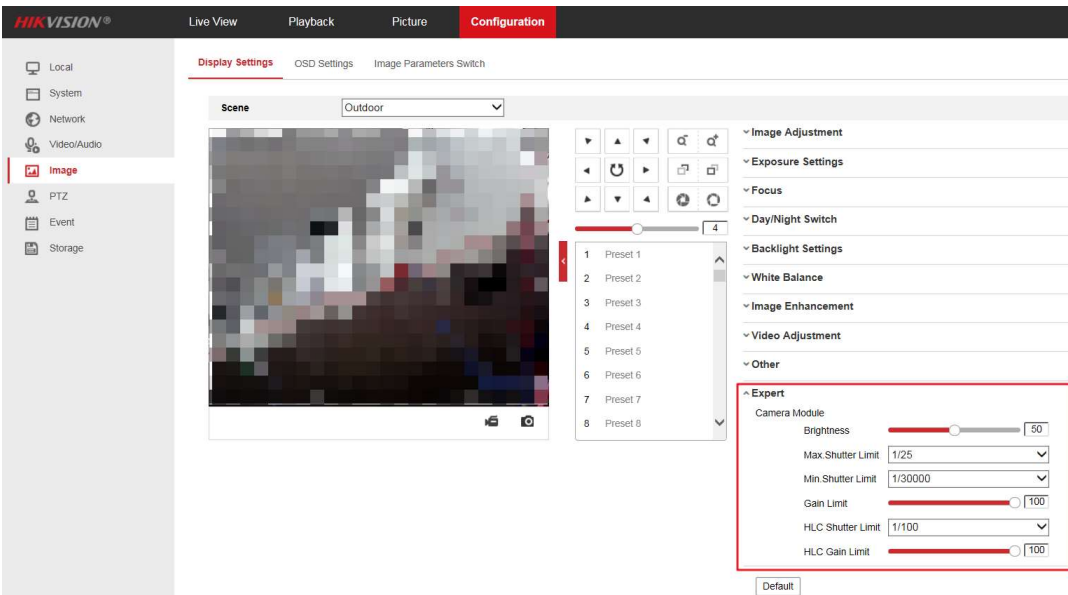 HIKVISION®
Live View Playback Picture Configuration
Local
System
Network
Video/Audio
Image
PTZ
Event
Storage
Display Settings OSD Settings Image Parameters Switch
Scene Outdoor
4
1 Preset 1
2 Preset 2
3 Preset 3
4 Preset 4
5 Preset 5
6 Preset 6
7 Preset 7
8 Preset 8
Image Adjustment
Exposure Settings
Focus
Day/Night Switch
Backlight Settings
White Balance
Image Enhancement
Video Adjustment
Other
Expert
Camera Module
Brightness 50
Max.Shutter Limit 1/25
Min.Shutter Limit 1/30000
Gain Limit 100
HLC Shutter Limit 1/100
HLC Gain Limit 100
Default